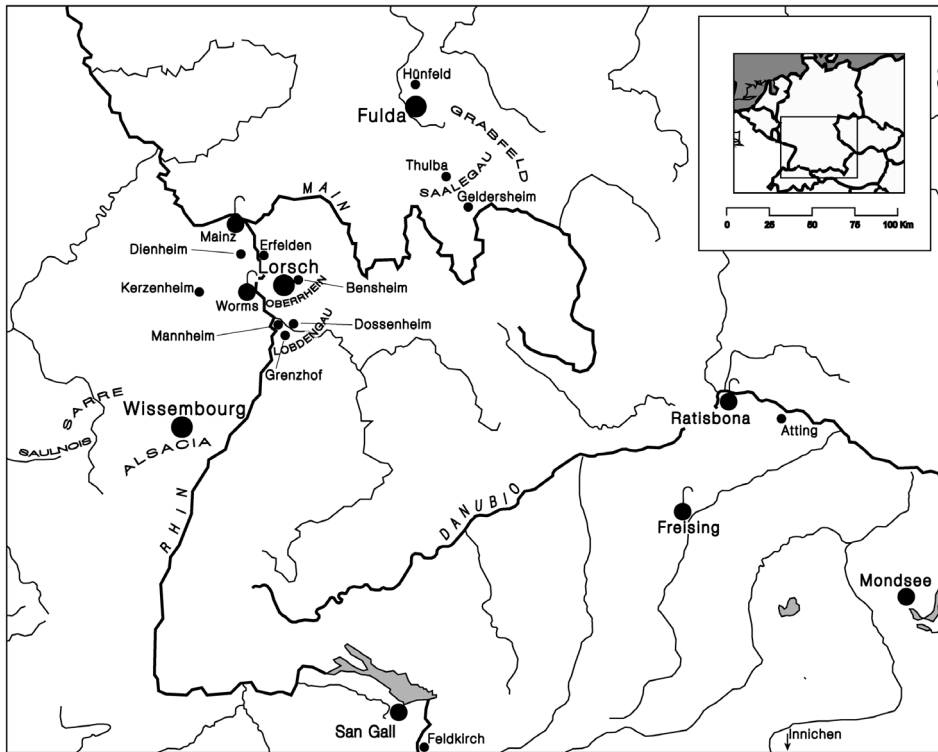 Hünfeld
Fulda
GRABFELD
Thulba
SAALEGAU
Geldersheim
MAIN
0 25 50 75 100 Km
Mainz
Dienheim
Erfelden
Lorsch
Bensheim
Kerzenheim
Worms
OBERRHEIN
Mannheim
Dossenheim
LOBDENGAU
Grenzhof
SARRE
Wissembourg
SAULNOIS
ALSACIA
Ratisbona
Atting
RHIN
DANUBIO
Freising
Mondsee
San Gall
Feldkirch
Innichen